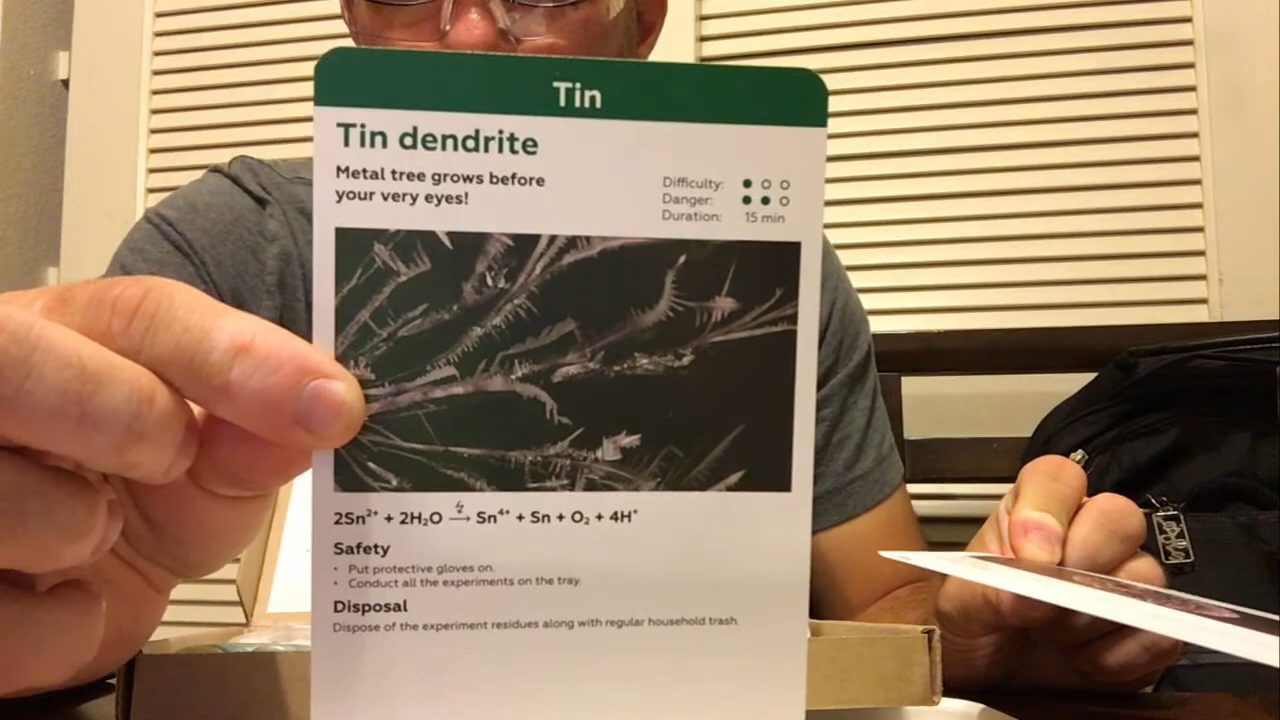 Tin
Tin dendrite
Metal tree grows before
your very eyes!
Difficulty: ● ○ ○
Danger: ● ● ○
Duration: 15 min
2Sn²⁺ + 2H₂O → Sn⁴⁺ + Sn + O₂ + 4H⁺
Safety
• Put protective gloves on.
• Conduct all the experiments on the tray.
Disposal
Dispose of the experiment residues along with regular household trash.